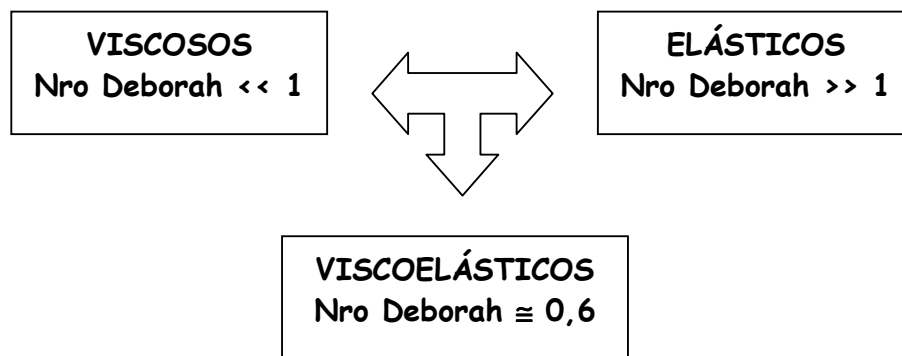 VISCOSOS
Nro Deborah << 1
ELÁSTICOS
Nro Deborah >> 1
VISCOELÁSTICOS
Nro Deborah ≅ 0,6